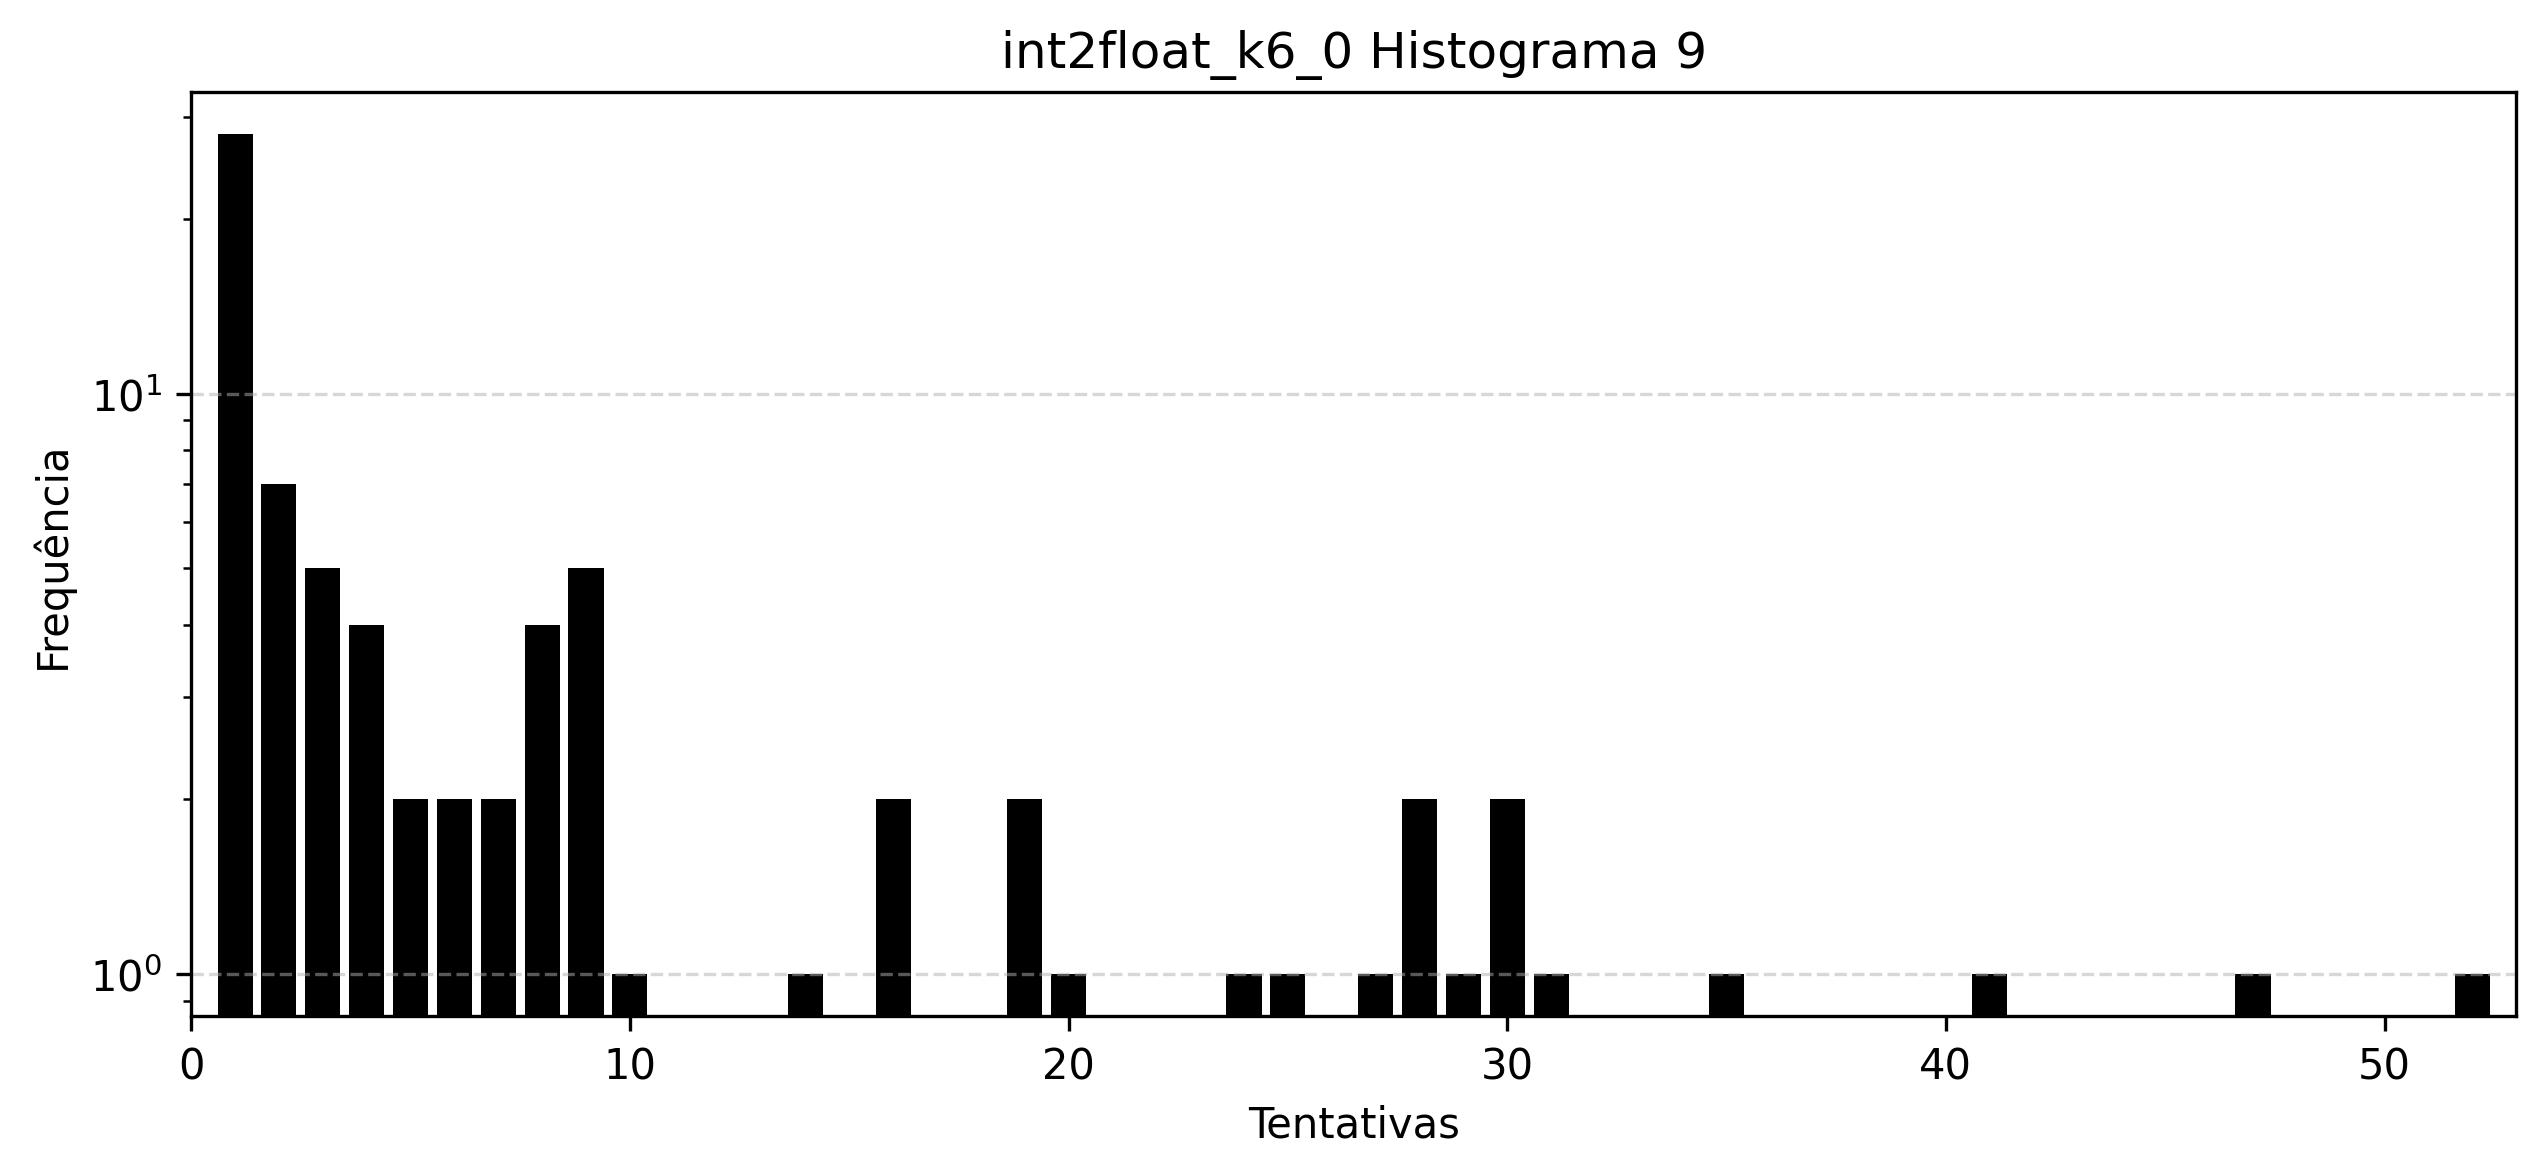 int2float_k6_0 Histograma 9
Frequência
10¹
10⁰
0 10 20 30 40 50
Tentativas